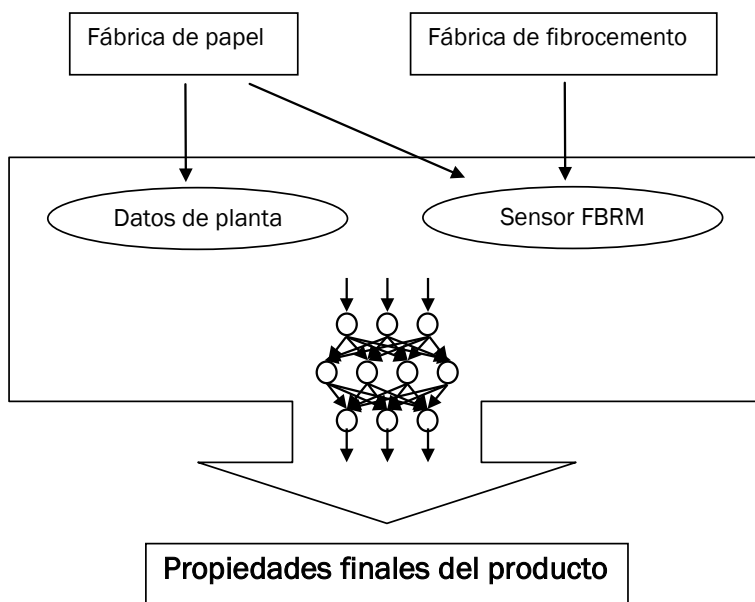 Fábrica de papel
Fábrica de fibrocemento
Datos de planta
Sensor FBRM
Propiedades finales del producto